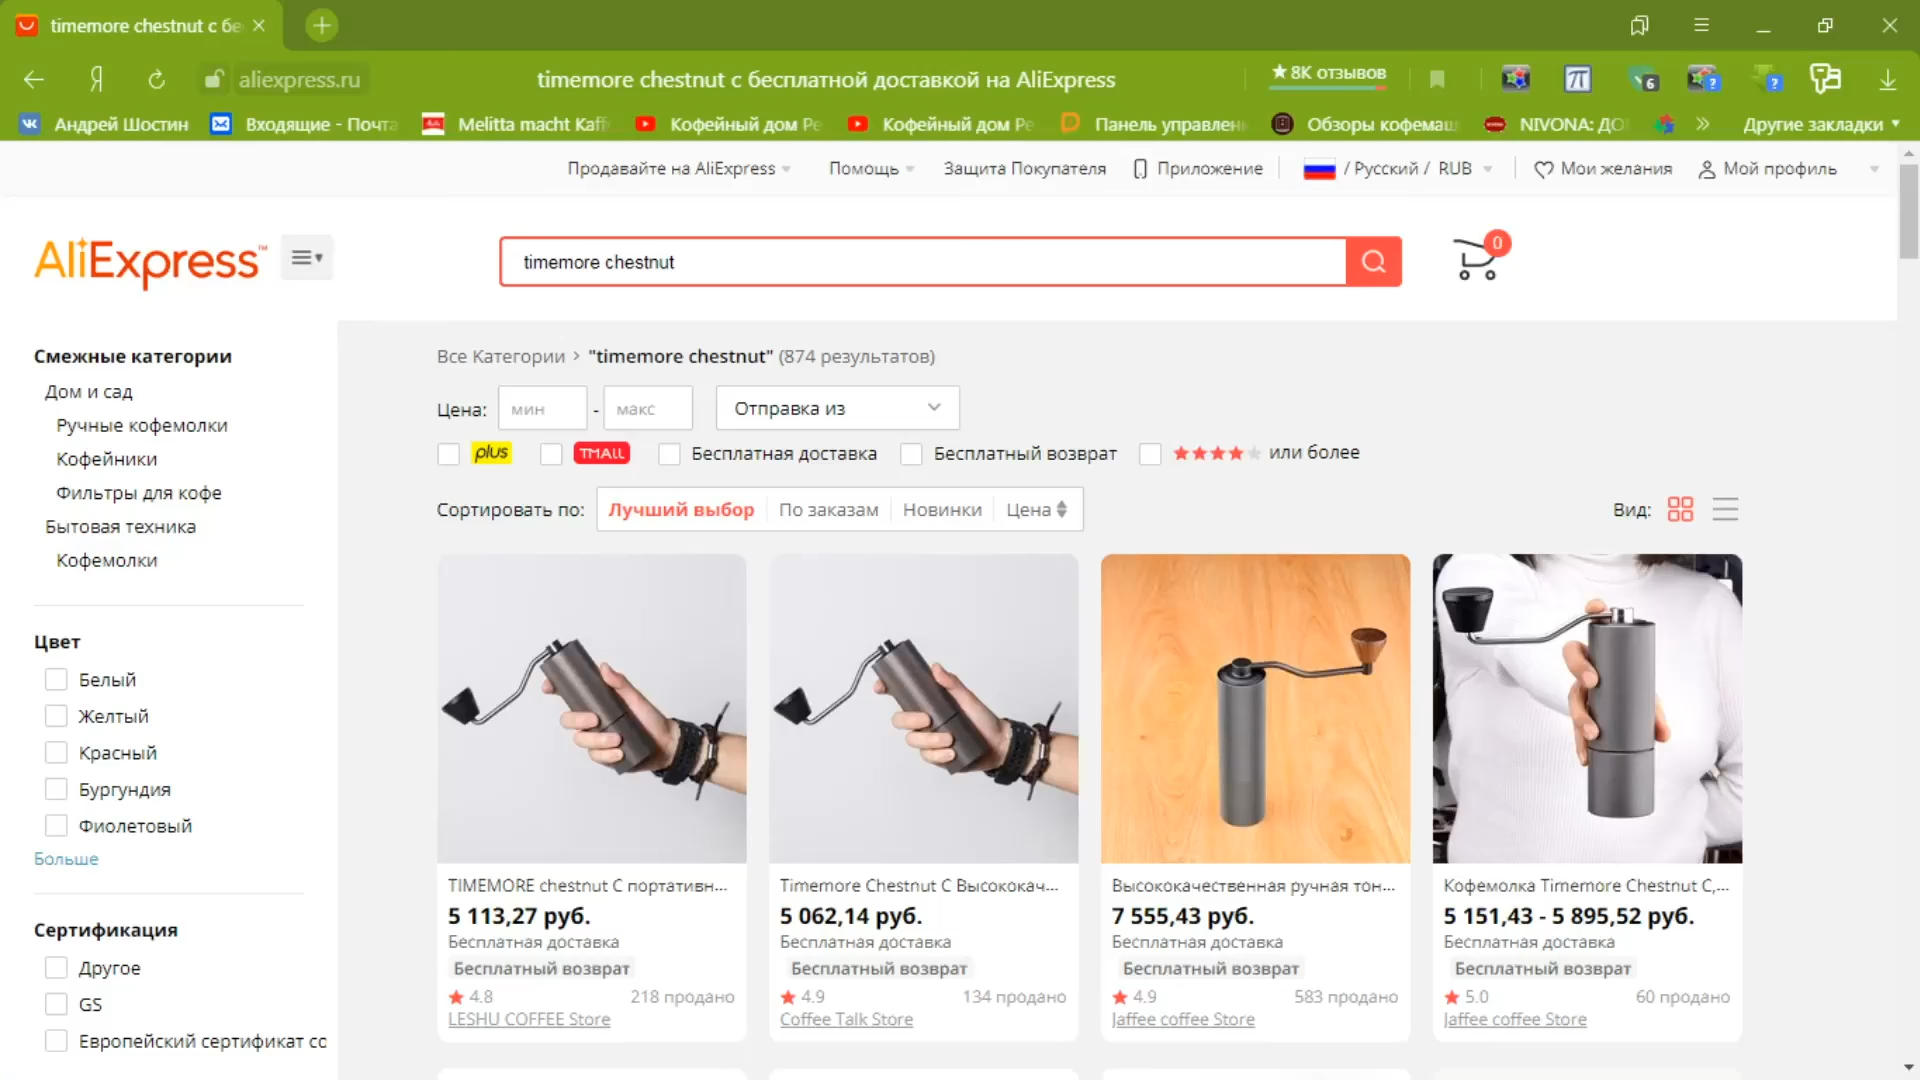 timemore chestnut с бе
aliexpress.ru
timemore chestnut с бесплатной доставкой на AliExpress
★ 8К отзывов
6
Андрей Шостин
Входящие - Почта
Melitta macht Kaff
Кофейный дом Ре
Кофейный дом Ре
Панель управлен
Обзоры кофемаш
NIVONA: ДО
Другие закладки
Продавайте на AliExpress
Помощь
Защита Покупателя
Приложение
/ Русский / RUB
Мои желания
Мой профиль
AliExpress™
timemore chestnut
0
Смежные категории
Дом и сад
Ручные кофемолки
Кофейники
Фильтры для кофе
Бытовая техника
Кофемолки
Цвет
Белый
Желтый
Красный
Бургундия
Фиолетовый
Больше
Сертификация
Другое
GS
Европейский сертификат со
Все Категории > "timemore chestnut" (874 результатов)
Цена: мин - макс Отправка из
plus TMALL Бесплатная доставка Бесплатный возврат или более
Сортировать по: Лучший выбор По заказам Новинки Цена
Вид:
TIMEMORE chestnut C портативн...
5 113,27 руб.
Бесплатная доставка
Бесплатный возврат
4.8 218 продано
LESHU COFFEE Store
Timemore Chestnut C Высококач-...
5 062,14 руб.
Бесплатная доставка
Бесплатный возврат
4.9 134 продано
Coffee Talk Store
Высококачественная ручная тон...
7 555,43 руб.
Бесплатная доставка
Бесплатный возврат
4.9 583 продано
Jaffee coffee Store
Кофемолка Timemore Chestnut C,...
5 151,43 - 5 895,52 руб.
Бесплатная доставка
Бесплатный возврат
5.0 60 продано
Jaffee coffee Store